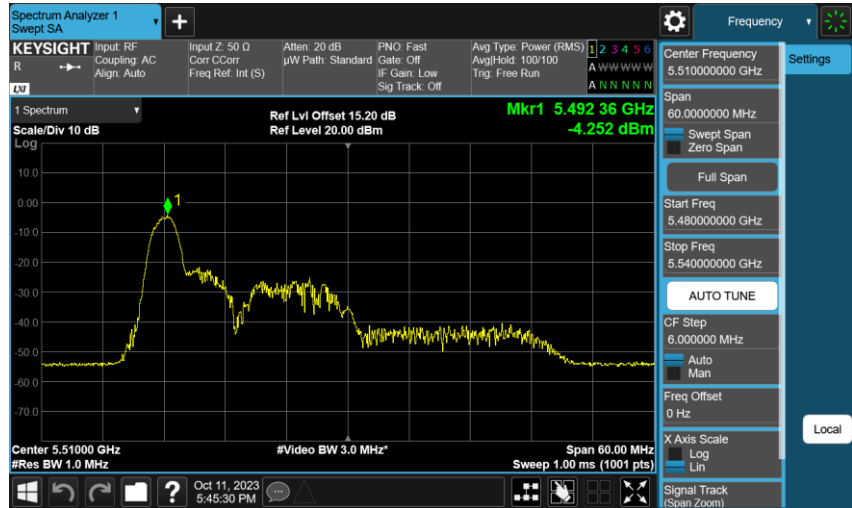 Spectrum Analyzer 1
Swept SA
+
Frequency
KEYSIGHT
R
LXI
Input: RF
Coupling: AC
Align: Auto
Input Z: 50 Ω
Corr CCorr
Freq Ref: Int (S)
Atten: 20 dB
µW Path: Standard
PNO: Fast
Gate: Off
IF Gain: Low
Sig Track: Off
Avg Type: Power (RMS)
Avg|Hold: 100/100
Trig: Free Run
1 2 3 4 5 6
A W W W W W
A N N N N N
1 Spectrum
Scale/Div 10 dB
Log
Ref Lvl Offset 15.20 dB
Ref Level 20.00 dBm
Mkr1 5.492 36 GHz
-4.252 dBm
10.0
0.00
-10.0
-20.0
-30.0
-40.0
-50.0
-60.0
-70.0
1
Center 5.51000 GHz
#Res BW 1.0 MHz
#Video BW 3.0 MHz*
Span 60.00 MHz
Sweep 1.00 ms (1001 pts)
Oct 11, 2023
5:45:30 PM
?
Center Frequency
5.510000000 GHz
Span
60.0000000 MHz
Swept Span
Zero Span
Full Span
Start Freq
5.480000000 GHz
Stop Freq
5.540000000 GHz
AUTO TUNE
CF Step
6.000000 MHz
Auto
Man
Freq Offset
0 Hz
X Axis Scale
Log
Lin
Signal Track
(Span Zoom)
Settings
Local